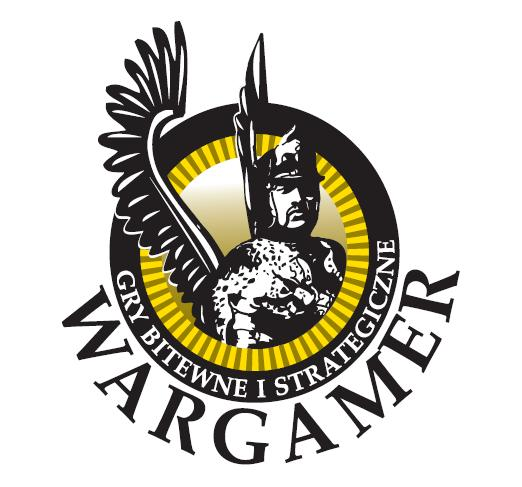 GRY BITEWNE I STRATEGICZNE
WARGAMER